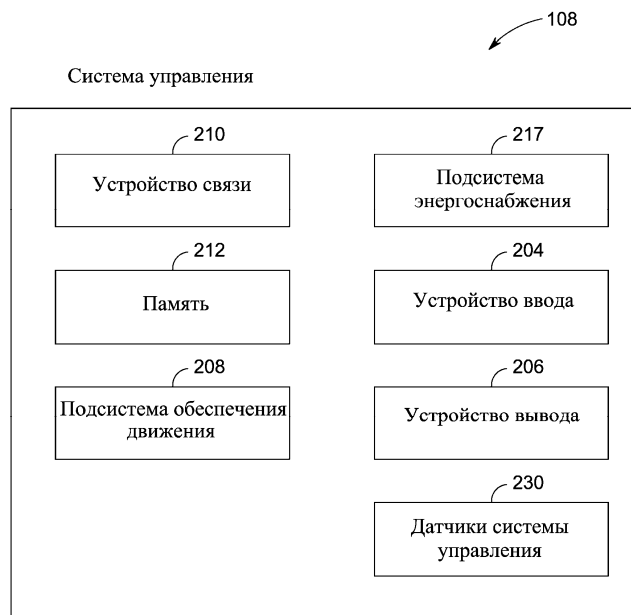 108
Система управления
210
Устройство связи
217
Подсистема
энергоснабжения
212
Память
204
Устройство ввода
208
Подсистема обеспечения
движения
206
Устройство вывода
230
Датчики системы
управления